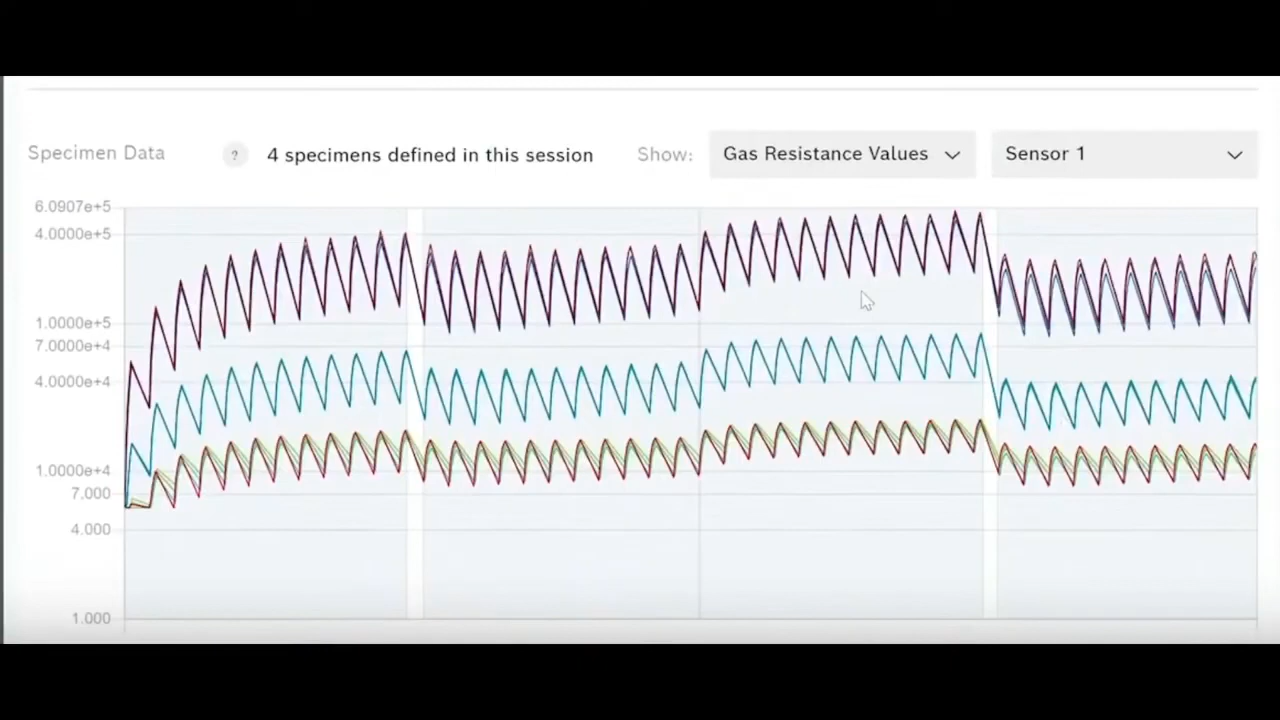 Specimen Data ? 4 specimens defined in this session Show: Gas Resistance Values Sensor 1
6.0907e+5
4.0000e+5
1.0000e+5
7.0000e+4
4.0000e+4
1.0000e+4
7.000
4.000
1.000